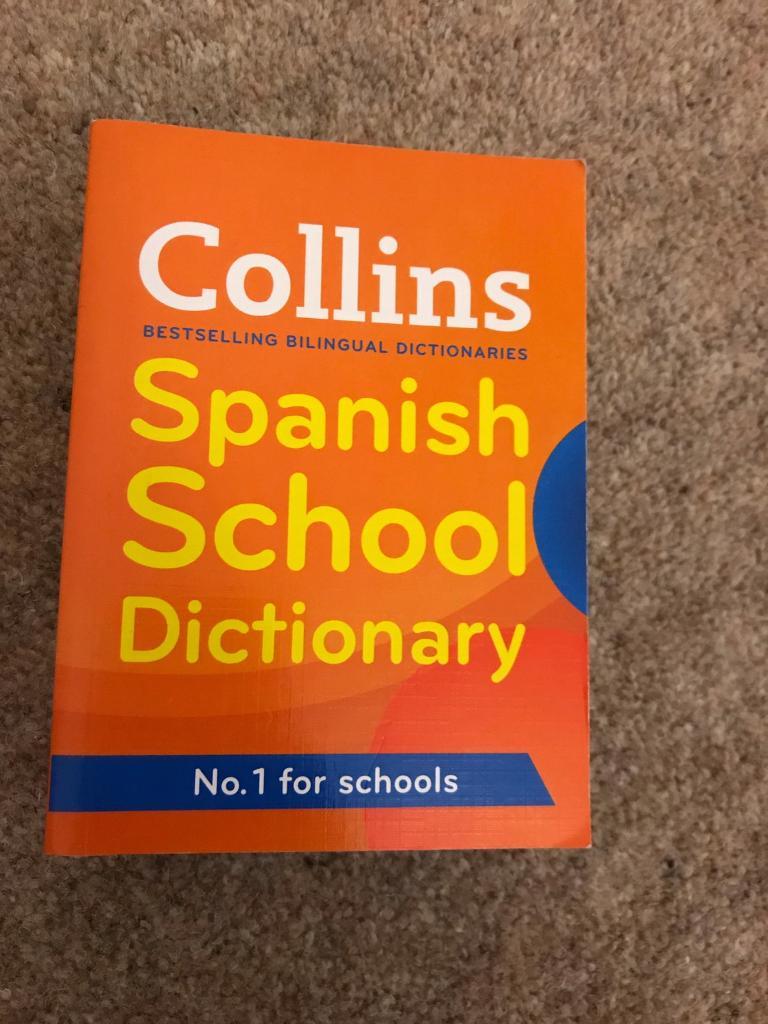 Collins
BESTSELLING BILINGUAL DICTIONARIES
Spanish
School
Dictionary
No.1 for schools